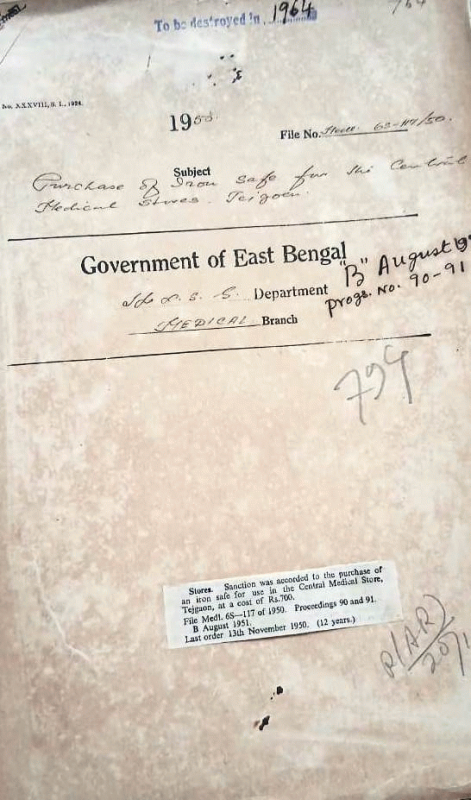 To be destroyed in 1964
No. XXXVIII, S. I., 1924.
1950
File No. 6S-117/50.
Subject
Purchase of Iron safe for the Central
Medical Stores. Tejgaon.
Government of East Bengal
Department
"B" August 19
progs. No. 90-91
MEDICAL Branch
794
Stores. Sanction was accorded to the purchase of
an iron safe for use in the Central Medical Store,
Tejgaon, at a cost of Rs.700.
File Medl. 6S—117 of 1950. Proceedings 90 and 91.
B August 1951.
Last order 13th November 1950. (12 years.)